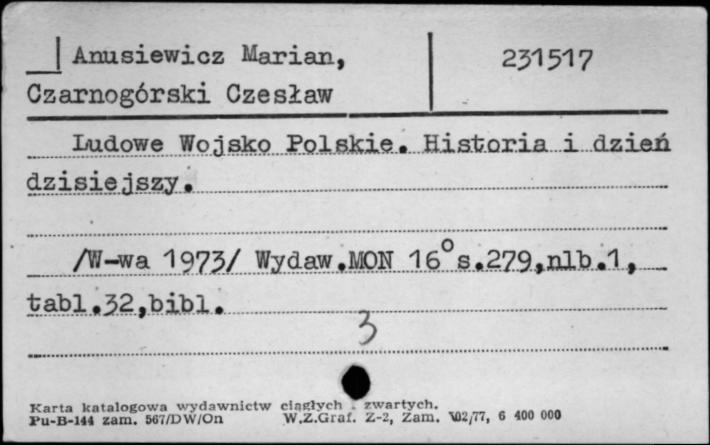 Anusiewicz Marian,
231517
Czarnogórski Czesław
Ludowe Wojsko Polskie. Historia i dzień
dzisiejszy.
/W-wa 1973/ Wydaw.MON 16° s.279,nlb.1,
tabl.32,bibl.
3
Karta katalogowa wydawnictw ciągłych . zwartych.
Pu-B-144 zam. 567/DW/On W.Z.Graf. Z-2, Zam. 102/77, 6 400 000